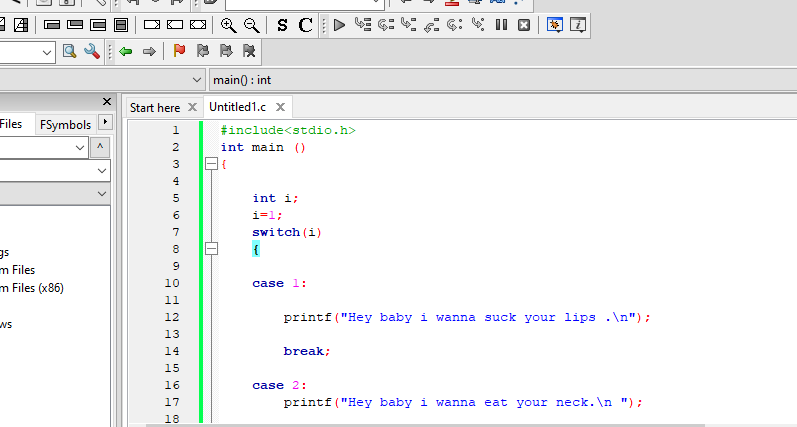 S C
main() : int
Start here
Untitled1.c
Files
FSymbols
gs
m Files
m Files (x86)
ws
1 #include<stdio.h>
2 int main ()
3 {
4
5 int i;
6 i=1;
7 switch(i)
8 {
9
10 case 1:
11
12 printf("Hey baby i wanna suck your lips .\n");
13
14 break;
15
16 case 2:
17 printf("Hey baby i wanna eat your neck.\n ");
18